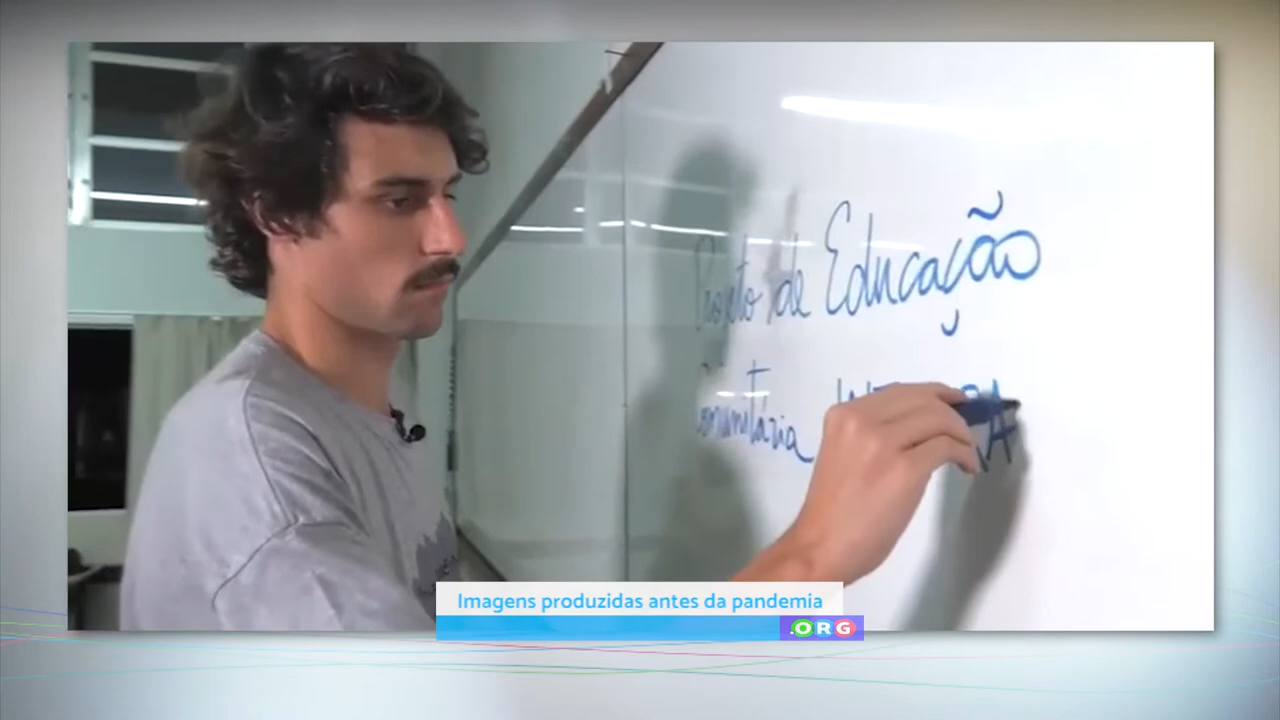 Projeto de Educação
Comunitária
Imagens produzidas antes da pandemia
.ORG